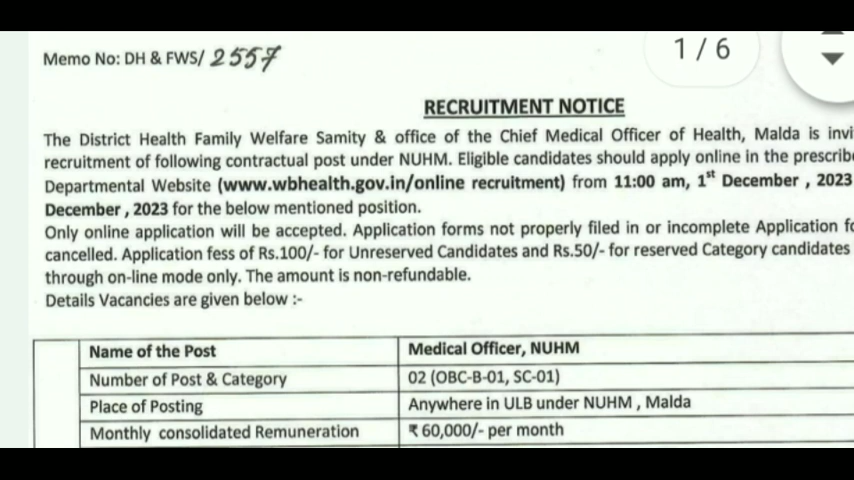 1 / 6
Memo No: DH & FWS/ 2557
RECRUITMENT NOTICE
The District Health Family Welfare Samity & office of the Chief Medical Officer of Health, Malda is invi
recruitment of following contractual post under NUHM. Eligible candidates should apply online in the prescrib
Departmental Website (www.wbhealth.gov.in/online recruitment) from 11:00 am, 1st December , 2023
December , 2023 for the below mentioned position.
Only online application will be accepted. Application forms not properly filed in or incomplete Application fo
cancelled. Application fess of Rs.100/- for Unreserved Candidates and Rs.50/- for reserved Category candidates
through on-line mode only. The amount is non-refundable.
Details Vacancies are given below :-
Name of the Post Medical Officer, NUHM
Number of Post & Category 02 (OBC-B-01, SC-01)
Place of Posting Anywhere in ULB under NUHM , Malda
Monthly consolidated Remuneration ₹ 60,000/- per month